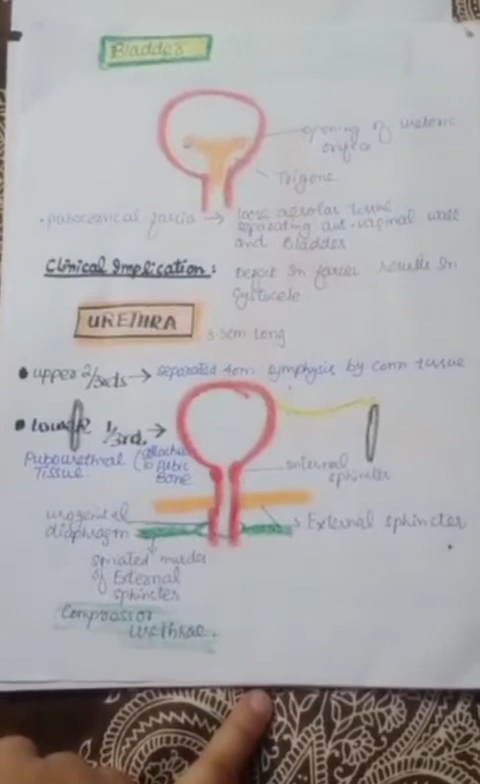 Bladder
opening of ureteric
orifice
Trigone
• pubocervical fascia → loose aerolar tissue
separating ant. vaginal wall
and Bladder
Clinical Implication: Defect In fascia results In
Cystocele
URETHRA
3.5cm long
• upper 2/3rds → separated from symphysis by conn tissue
• Lower 1/3rd. →
Pubourethral (attached
Tissue to pubic
Bone
internal
sphincter
urogenital
diaphragm
External sphincter
striated muscles
of External
sphincter
Compressor
Urethrae.